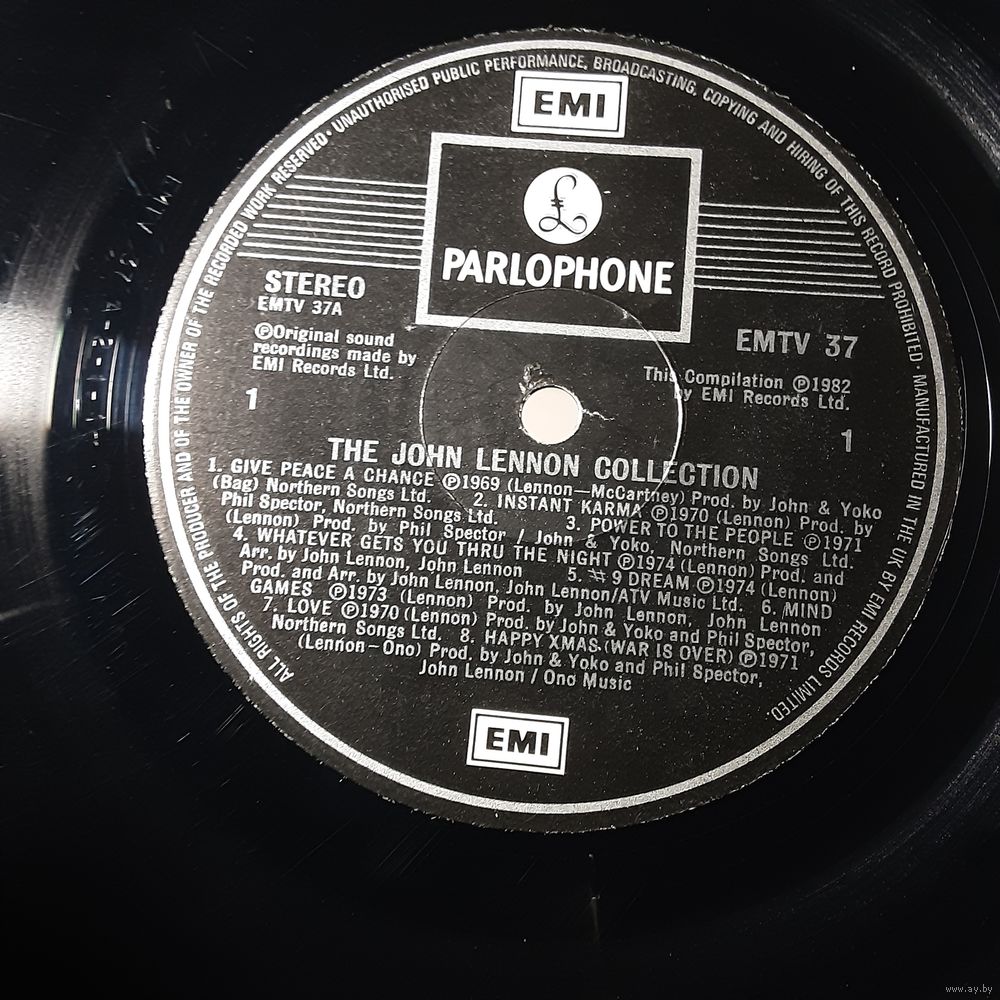 ALL RIGHTS OF THE PRODUCER AND OF THE OWNER OF THE RECORDED WORK RESERVED · UNAUTHORISED PUBLIC PERFORMANCE, BROADCASTING, COPYING AND HIRING OF THIS RECORD PROHIBITED · MANUFACTURED IN THE UK BY EMI RECORDS LIMITED.
EMI
£
PARLOPHONE
STEREO
EMTV 37A
℗Original sound
recordings made by
EMI Records Ltd.
1
EMTV 37
This Compilation ℗1982
by EMI Records Ltd.
1
THE JOHN LENNON COLLECTION
1. GIVE PEACE A CHANCE ℗1969 (Lennon—McCartney) Prod. by John & Yoko
(Bag) Northern Songs Ltd. 2. INSTANT KARMA ℗1970 (Lennon) Prod. by
Phil Spector, Northern Songs Ltd. 3. POWER TO THE PEOPLE ℗1971
(Lennon) Prod. by Phil Spector / John & Yoko, Northern Songs Ltd.
4. WHATEVER GETS YOU THRU THE NIGHT ℗1974 (Lennon) Prod. and
Arr. by John Lennon, John Lennon 5. #9 DREAM ℗1974 (Lennon)
Prod. and Arr. by John Lennon, John Lennon/ATV Music Ltd. 6. MIND
GAMES ℗1973 (Lennon) Prod. by John Lennon, John Lennon
7. LOVE ℗1970 (Lennon) Prod. by John & Yoko and Phil Spector,
Northern Songs Ltd. 8. HAPPY XMAS (WAR IS OVER) ℗1971
(Lennon—Ono) Prod. by John & Yoko and Phil Spector,
John Lennon / Ono Music
EMI
www.ay.by